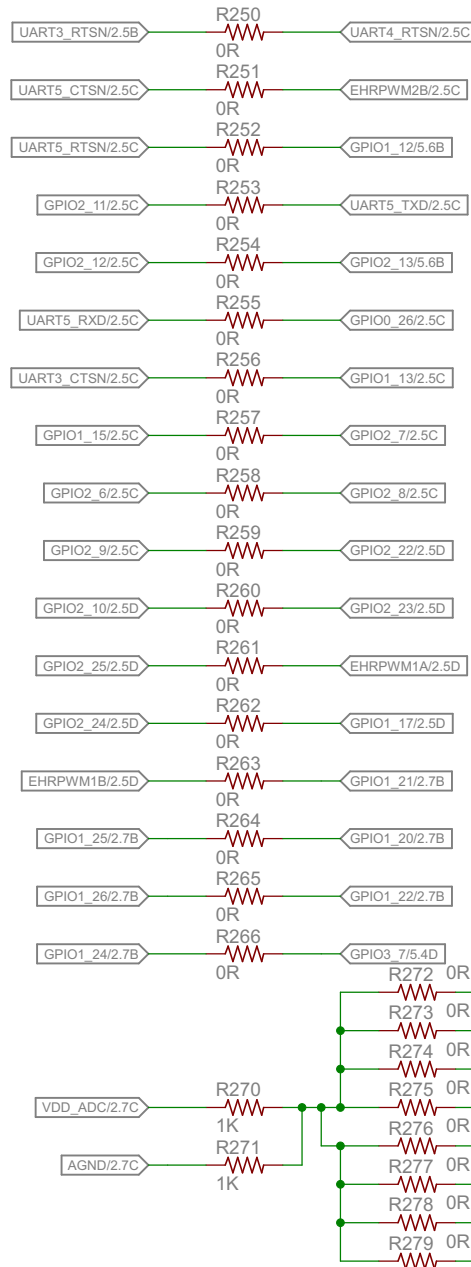 R250
UART3_RTSN/2.5B UART4_RTSN/2.5C
0R
R251
UART5_CTSN/2.5C EHRPWM2B/2.5C
0R
R252
UART5_RTSN/2.5C GPIO1_12/5.6B
0R
R253
GPIO2_11/2.5C UART5_TXD/2.5C
0R
R254
GPIO2_12/2.5C GPIO2_13/5.6B
0R
R255
UART5_RXD/2.5C GPIO0_26/2.5C
0R
R256
UART3_CTSN/2.5C GPIO1_13/2.5C
0R
R257
GPIO1_15/2.5C GPIO2_7/2.5C
0R
R258
GPIO2_6/2.5C GPIO2_8/2.5C
0R
R259
GPIO2_9/2.5C GPIO2_22/2.5D
0R
R260
GPIO2_10/2.5D GPIO2_23/2.5D
0R
R261
GPIO2_25/2.5D EHRPWM1A/2.5D
0R
R262
GPIO2_24/2.5D GPIO1_17/2.5D
0R
R263
EHRPWM1B/2.5D GPIO1_21/2.7B
0R
R264
GPIO1_25/2.7B GPIO1_20/2.7B
0R
R265
GPIO1_26/2.7B GPIO1_22/2.7B
0R
R266
GPIO1_24/2.7B GPIO3_7/5.4D
0R
R272 0R
R273 0R
R274 0R
R275 0R
R270
VDD_ADC/2.7C
1K
R276 0R
R271
AGND/2.7C
1K
R277 0R
R278 0R
R279 0R